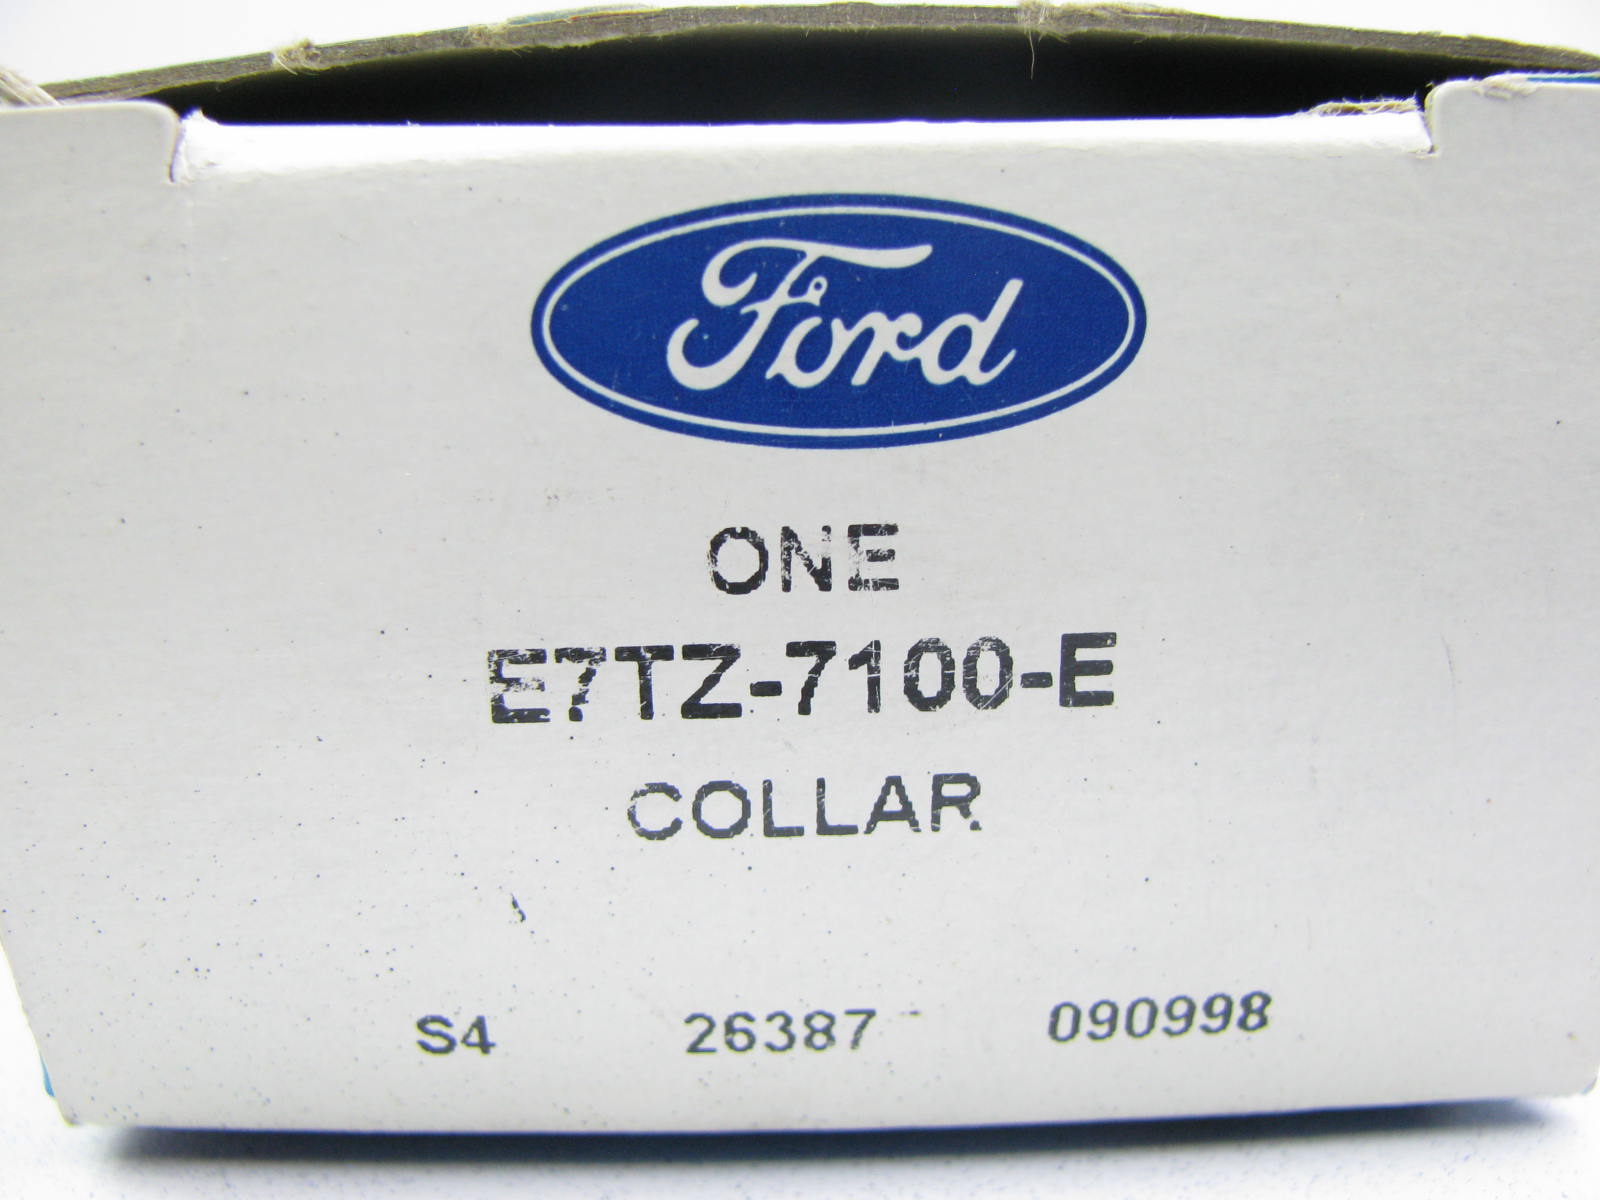 Ford
ONE
E7TZ-7100-E
COLLAR
S4 26387 090998